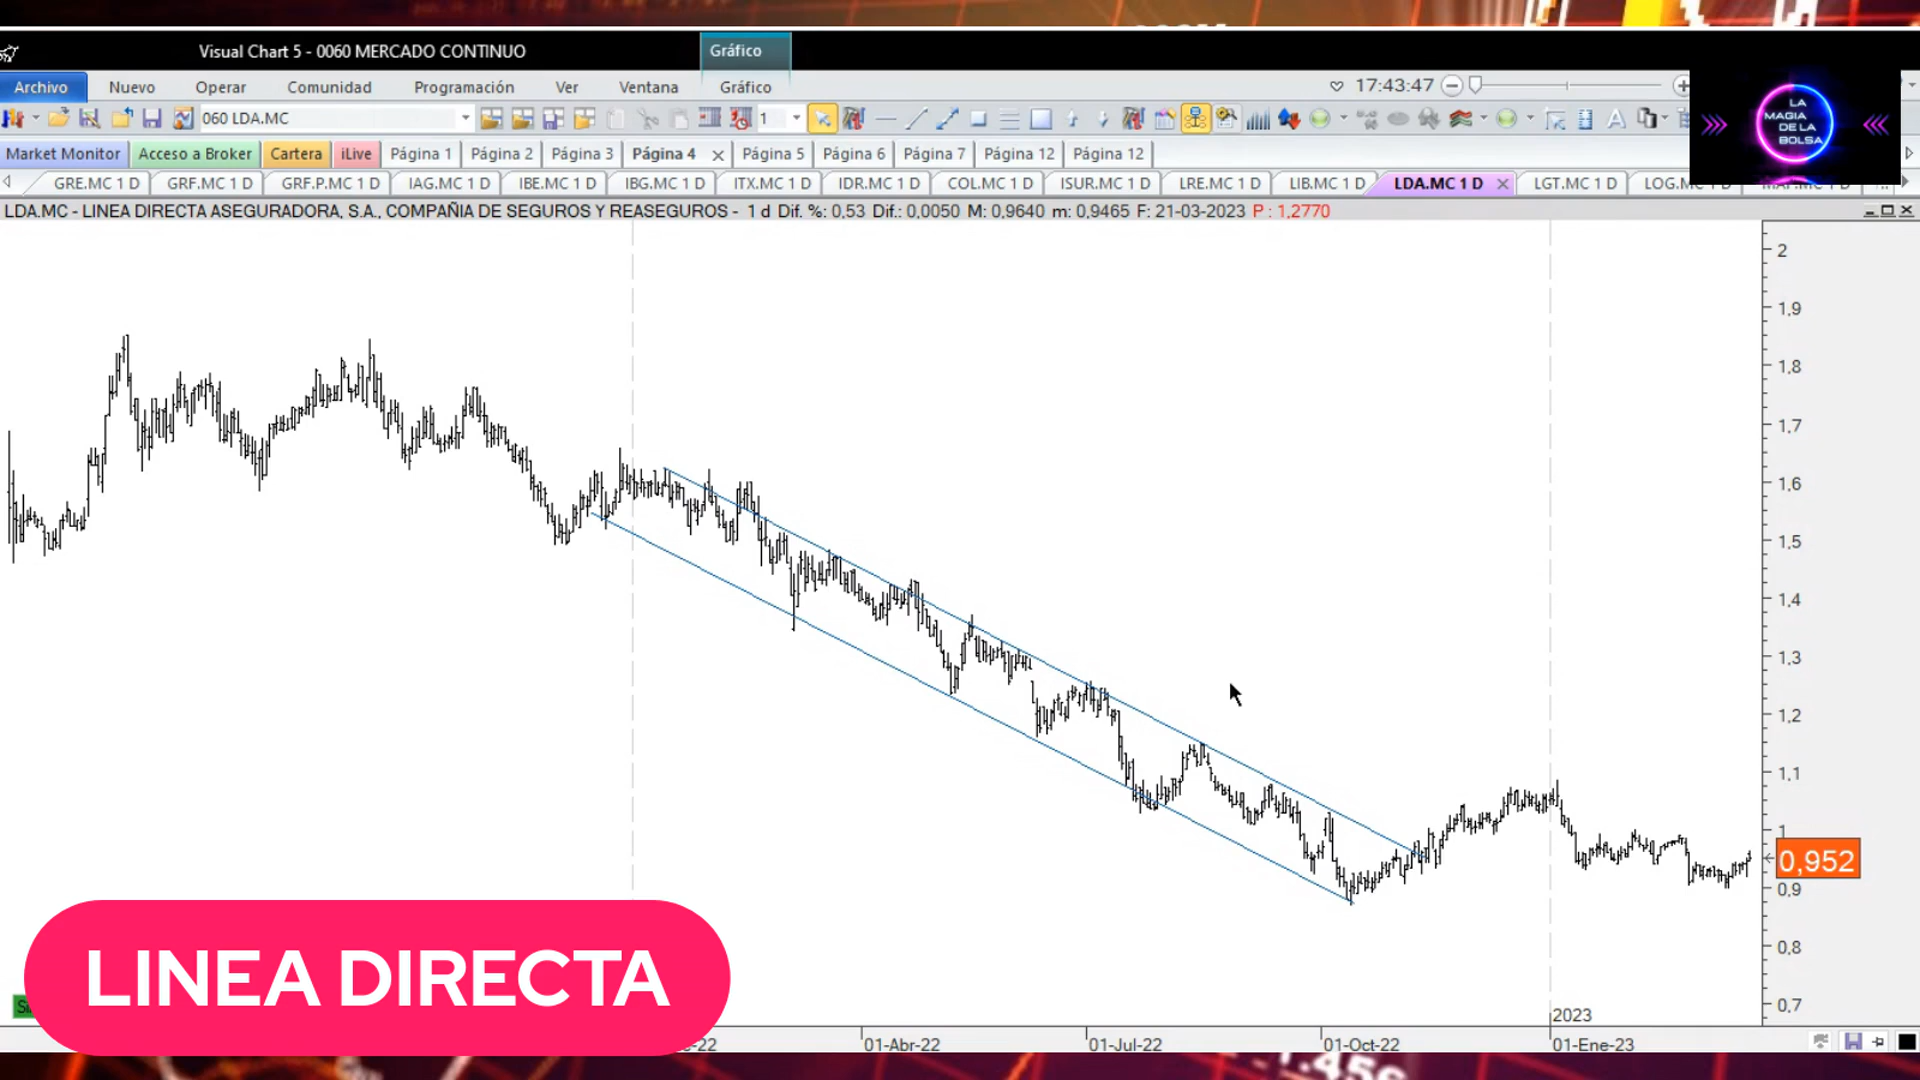 Visual Chart 5 - 0060 MERCADO CONTINUO
Gráfico
Archivo Nuevo Operar Comunidad Programación Ver Ventana Gráfico 17:43:47
060 LDA.MC 1
Market Monitor Acceso a Broker Cartera iLive Página 1 Página 2 Página 3 Página 4 Página 5 Página 6 Página 7 Página 12 Página 12
GRE.MC 1 D GRF.MC 1 D GRF.P.MC 1 D IAG.MC 1 D IBE.MC 1 D IBG.MC 1 D ITX.MC 1 D IDR.MC 1 D COL.MC 1 D ISUR.MC 1 D LRE.MC 1 D LIB.MC 1 D LDA.MC 1 D LGT.MC 1 D
LA
MAGIA
DE LA
BOLSA
LDA.MC - LINEA DIRECTA ASEGURADORA, S.A., COMPAÑIA DE SEGUROS Y REASEGUROS - 1 d Dif. %: 0,53 Dif.: 0,0050 M: 0,9640 m: 0,9465 F: 21-03-2023 P : 1,2770
2
1,9
1,8
1,7
1,6
1,5
1,4
1,3
1,2
1,1
1
0,952
0,9
0,8
0,7
LINEA DIRECTA
2023
01-Abr-22 01-Jul-22 01-Oct-22 01-Ene-23